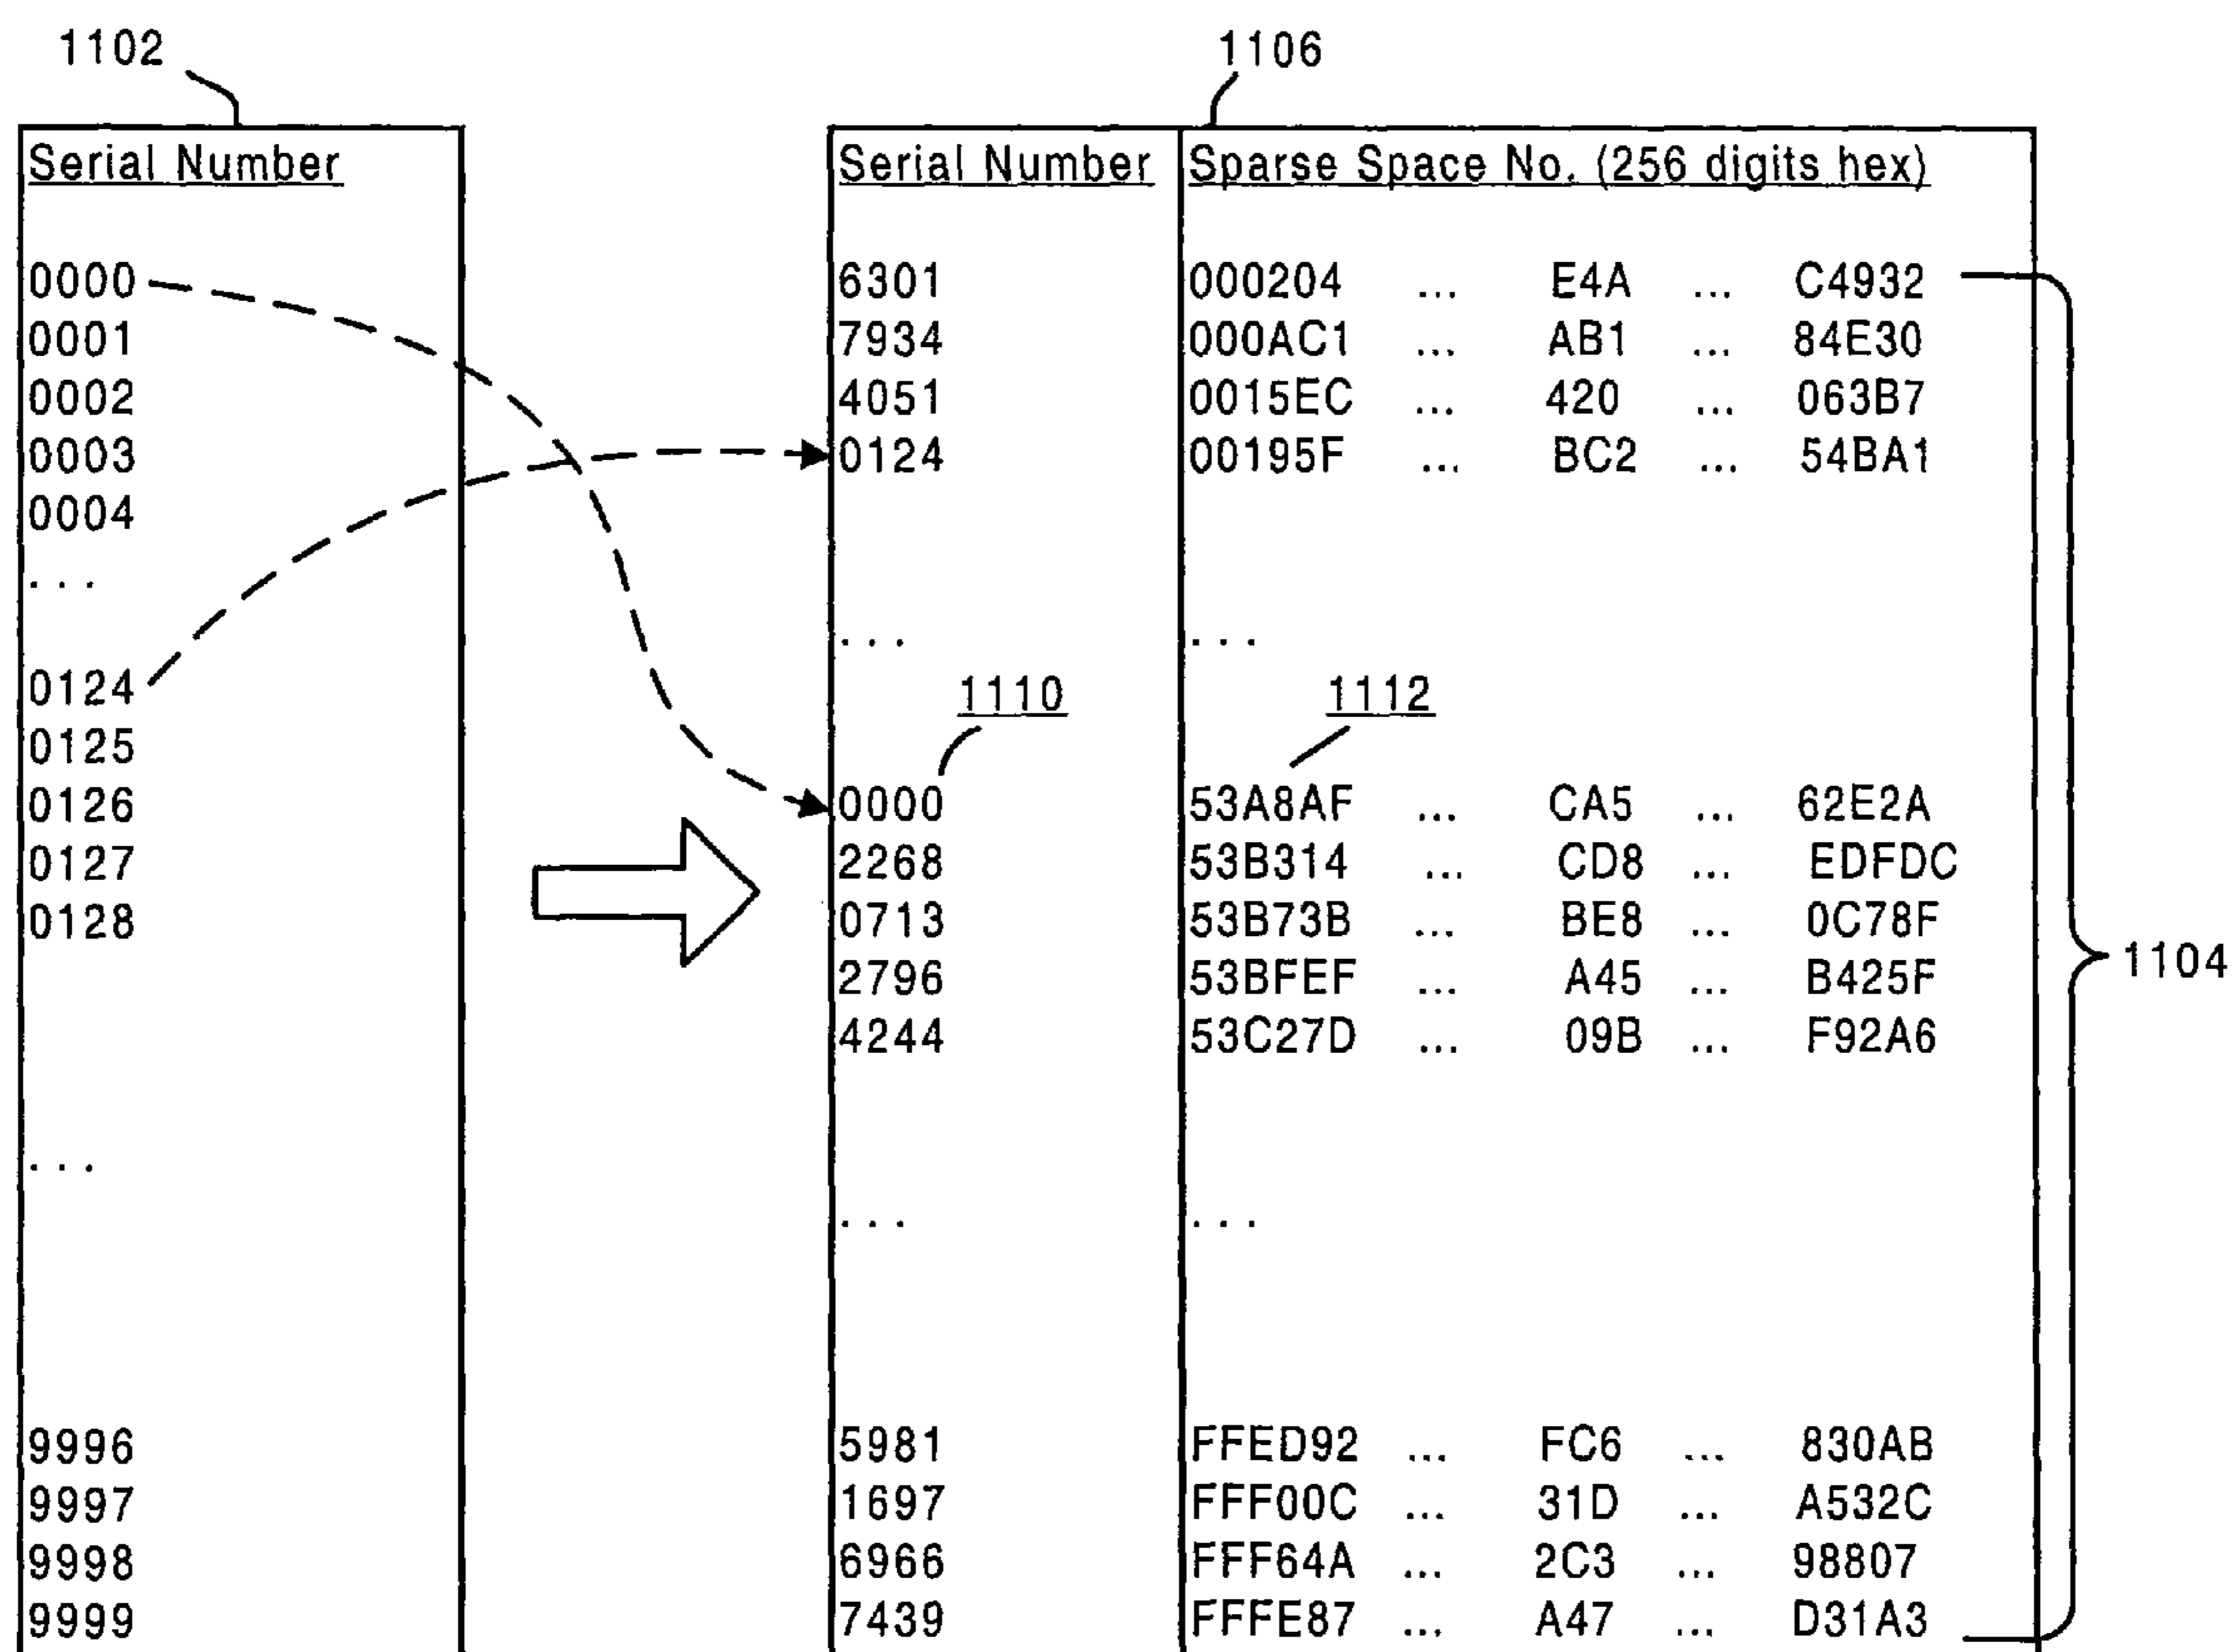 1102
Serial Number
0000
0001
0002
0003
0004
...
0124
0125
0126
0127
0128
...
9996
9997
9998
9999
1106
Serial Number Sparse Space No. (256 digits hex)
6301 000204 ... E4A ... C4932
7934 000AC1 ... AB1 ... 84E30
4051 0015EC ... 420 ... 063B7
0124 00195F ... BC2 ... 54BA1
... ...
1110 1112
0000 53A8AF ... CA5 ... 62E2A
2268 53B314 ... CD8 ... EDFDC
0713 53B73B ... BE8 ... 0C78F
2796 53BFEF ... A45 ... B425F
4244 53C27D ... 09B ... F92A6
... ...
5981 FFED92 ... FC6 ... 830AB
1697 FFF00C ... 31D ... A532C
6966 FFF64A ... 2C3 ... 98807
7439 FFFE87 ... A47 ... D31A3
1104